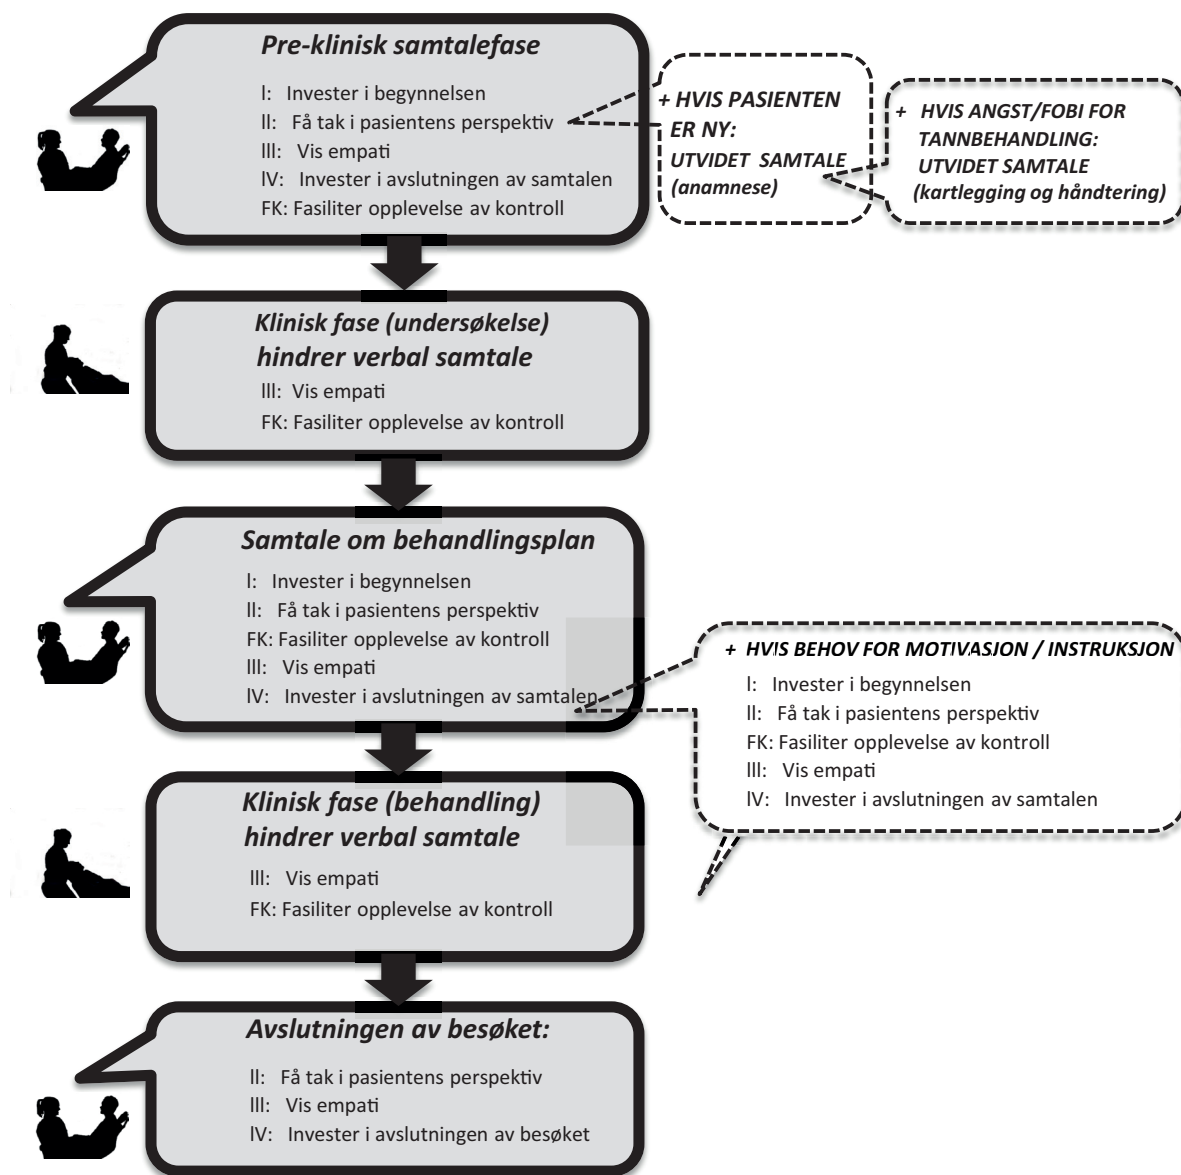 Pre-klinisk samtalefase
I: Invester i begynnelsen
II: Få tak i pasientens perspektiv
III: Vis empati
IV: Invester i avslutningen av samtalen
FK: Fasiliter opplevelse av kontroll
+ HVIS PASIENTEN
ER NY:
UTVIDET SAMTALE
(anamnese)
+ HVIS ANGST/FOBI FOR
TANNBEHANDLING:
UTVIDET SAMTALE
(kartlegging og håndtering)
Klinisk fase (undersøkelse)
hindrer verbal samtale
III: Vis empati
FK: Fasiliter opplevelse av kontroll
Samtale om behandlingsplan
I: Invester i begynnelsen
II: Få tak i pasientens perspektiv
FK: Fasiliter opplevelse av kontroll
III: Vis empati
IV: Invester i avslutningen av samtalen
+ HVIS BEHOV FOR MOTIVASJON / INSTRUKSJON
I: Invester i begynnelsen
II: Få tak i pasientens perspektiv
FK: Fasiliter opplevelse av kontroll
III: Vis empati
IV: Invester i avslutningen av samtalen
Klinisk fase (behandling)
hindrer verbal samtale
III: Vis empati
FK: Fasiliter opplevelse av kontroll
Avslutningen av besøket:
II: Få tak i pasientens perspektiv
III: Vis empati
IV: Invester i avslutningen av besøket